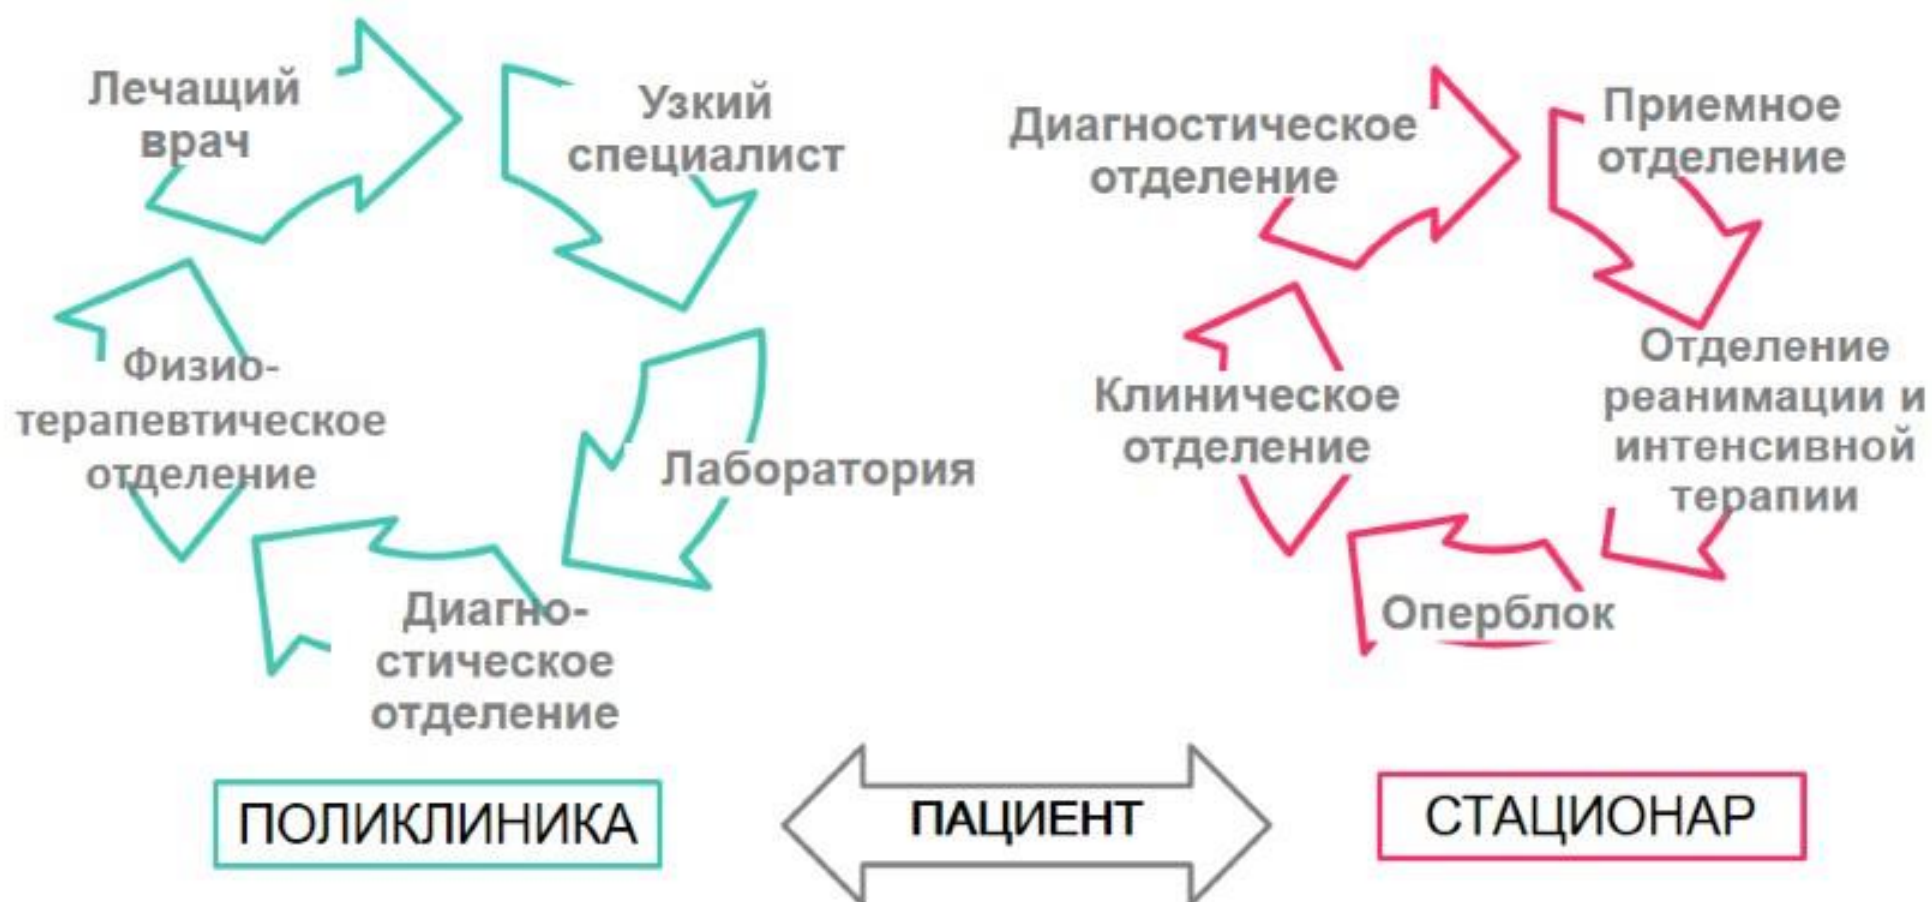 Лечащий
врач
Узкий
специалист
Лаборатория
Диагно-
стическое
отделение
Физио-
терапевтическое
отделение
ПОЛИКЛИНИКА
ПАЦИЕНТ
Диагностическое
отделение
Приемное
отделение
Отделение
реанимации и
интенсивной
терапии
Оперблок
Клиническое
отделение
СТАЦИОНАР